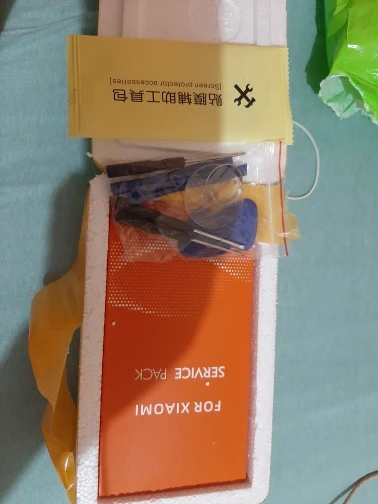 贴膜辅助工具包
[Screen protector accessories]
FOR XIAOMI
SERVICE PACK